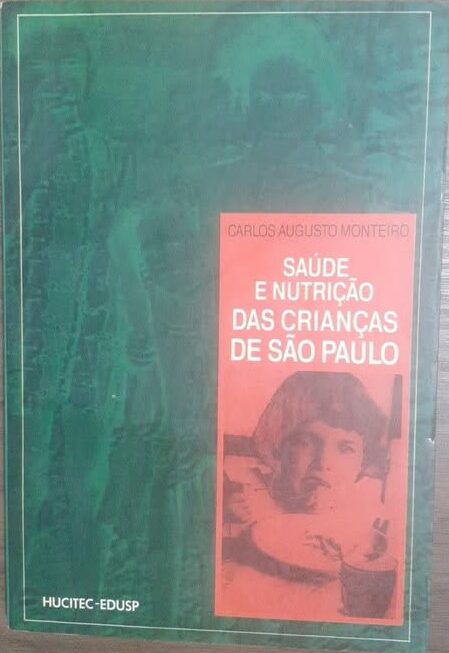 CARLOS AUGUSTO MONTEIRO
SAÚDE
E NUTRIÇÃO
DAS CRIANÇAS
DE SÃO PAULO
HUCITEC-EDUSP